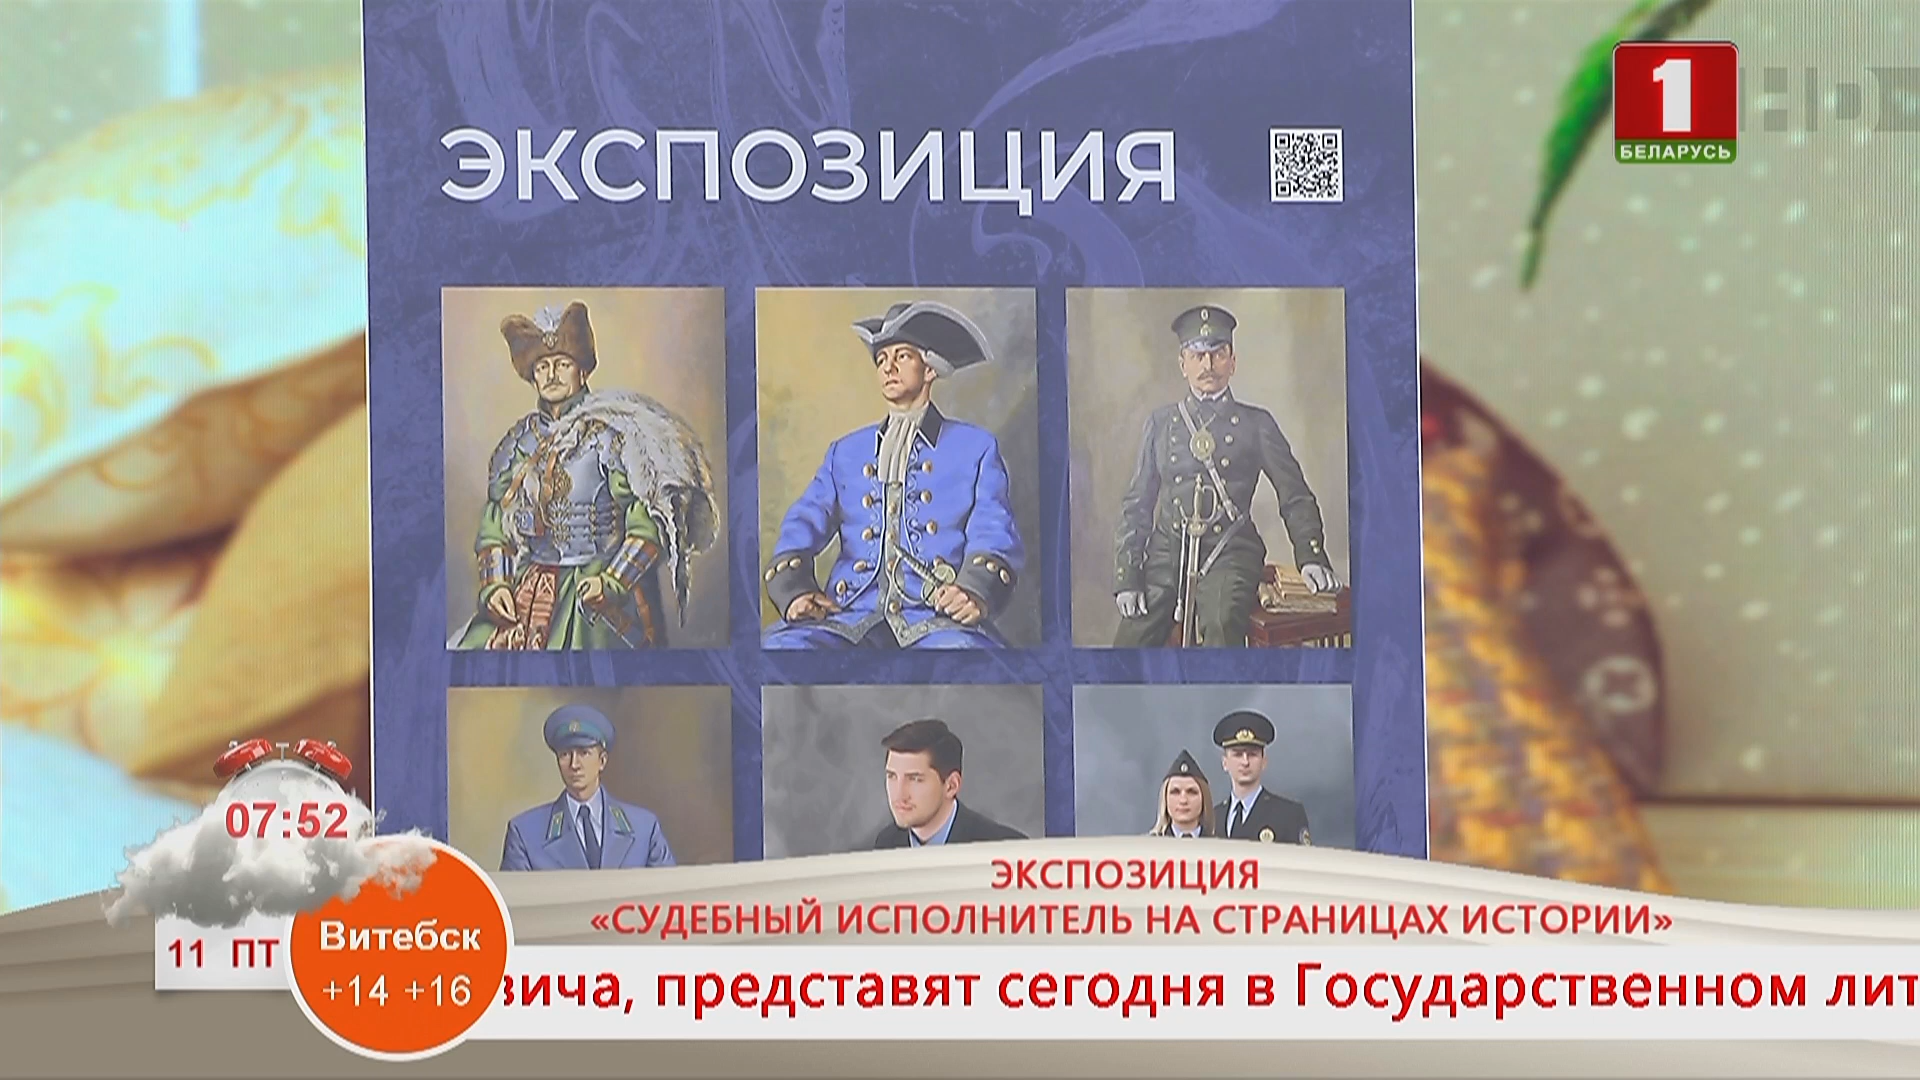 ЭКСПОЗИЦИЯ
1
HD
БЕЛАРУСЬ
07:52
11 ПТ
Витебск
+14 +16
ЭКСПОЗИЦИЯ
«СУДЕБНЫЙ ИСПОЛНИТЕЛЬ НА СТРАНИЦАХ ИСТОРИИ»
вича, представят сегодня в Государственном лит